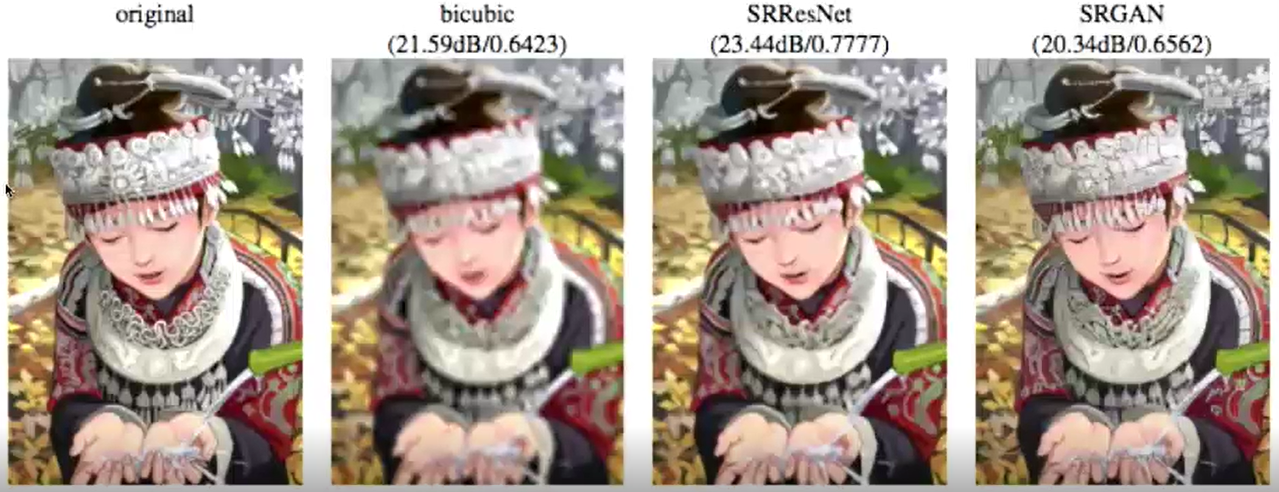 original
bicubic
(21.59dB/0.6423)
SRResNet
(23.44dB/0.7777)
SRGAN
(20.34dB/0.6562)